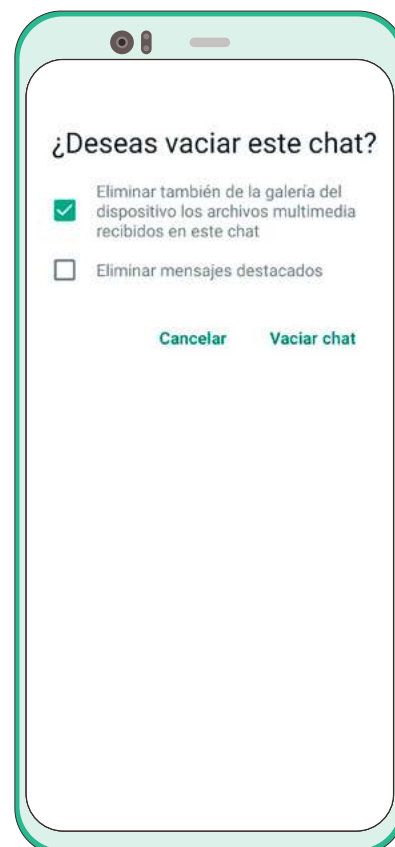 ¿Deseas vaciar este chat?
Eliminar también de la galería del
dispositivo los archivos multimedia
recibidos en este chat
Eliminar mensajes destacados
Cancelar Vaciar chat